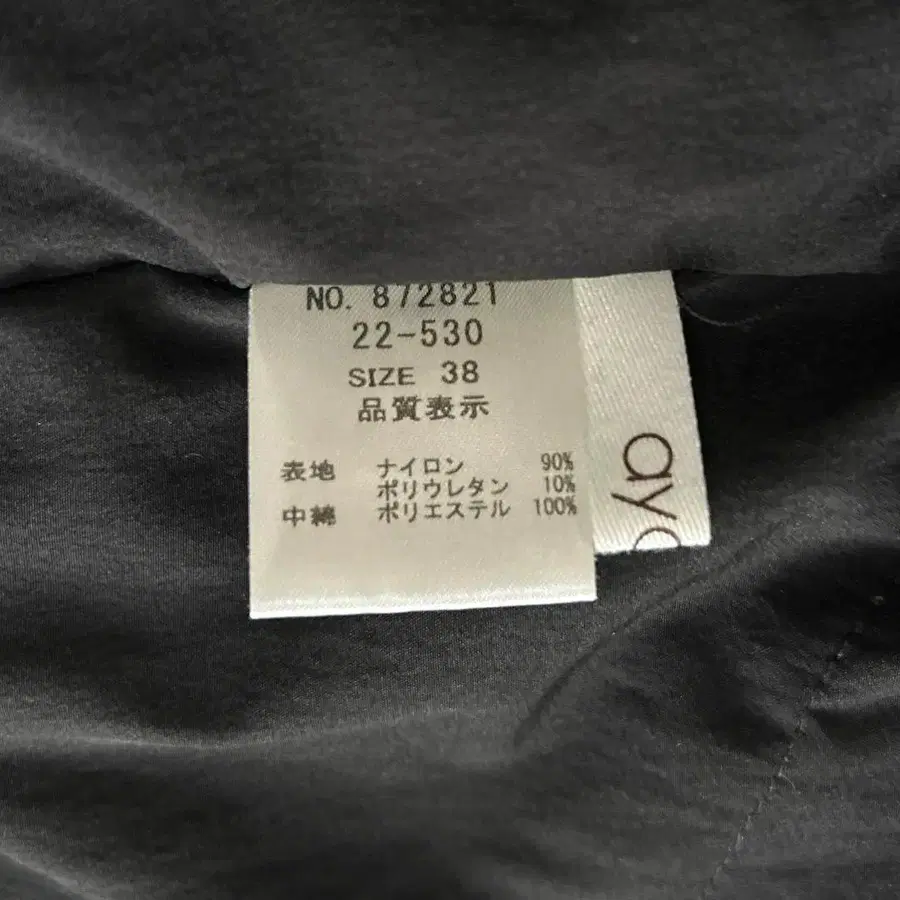 NO. 872821
22-530
SIZE 38
品質表示
表地 ナイロン 90%
ポリウレタン 10%
中綿 ポリエステル 100%
ay